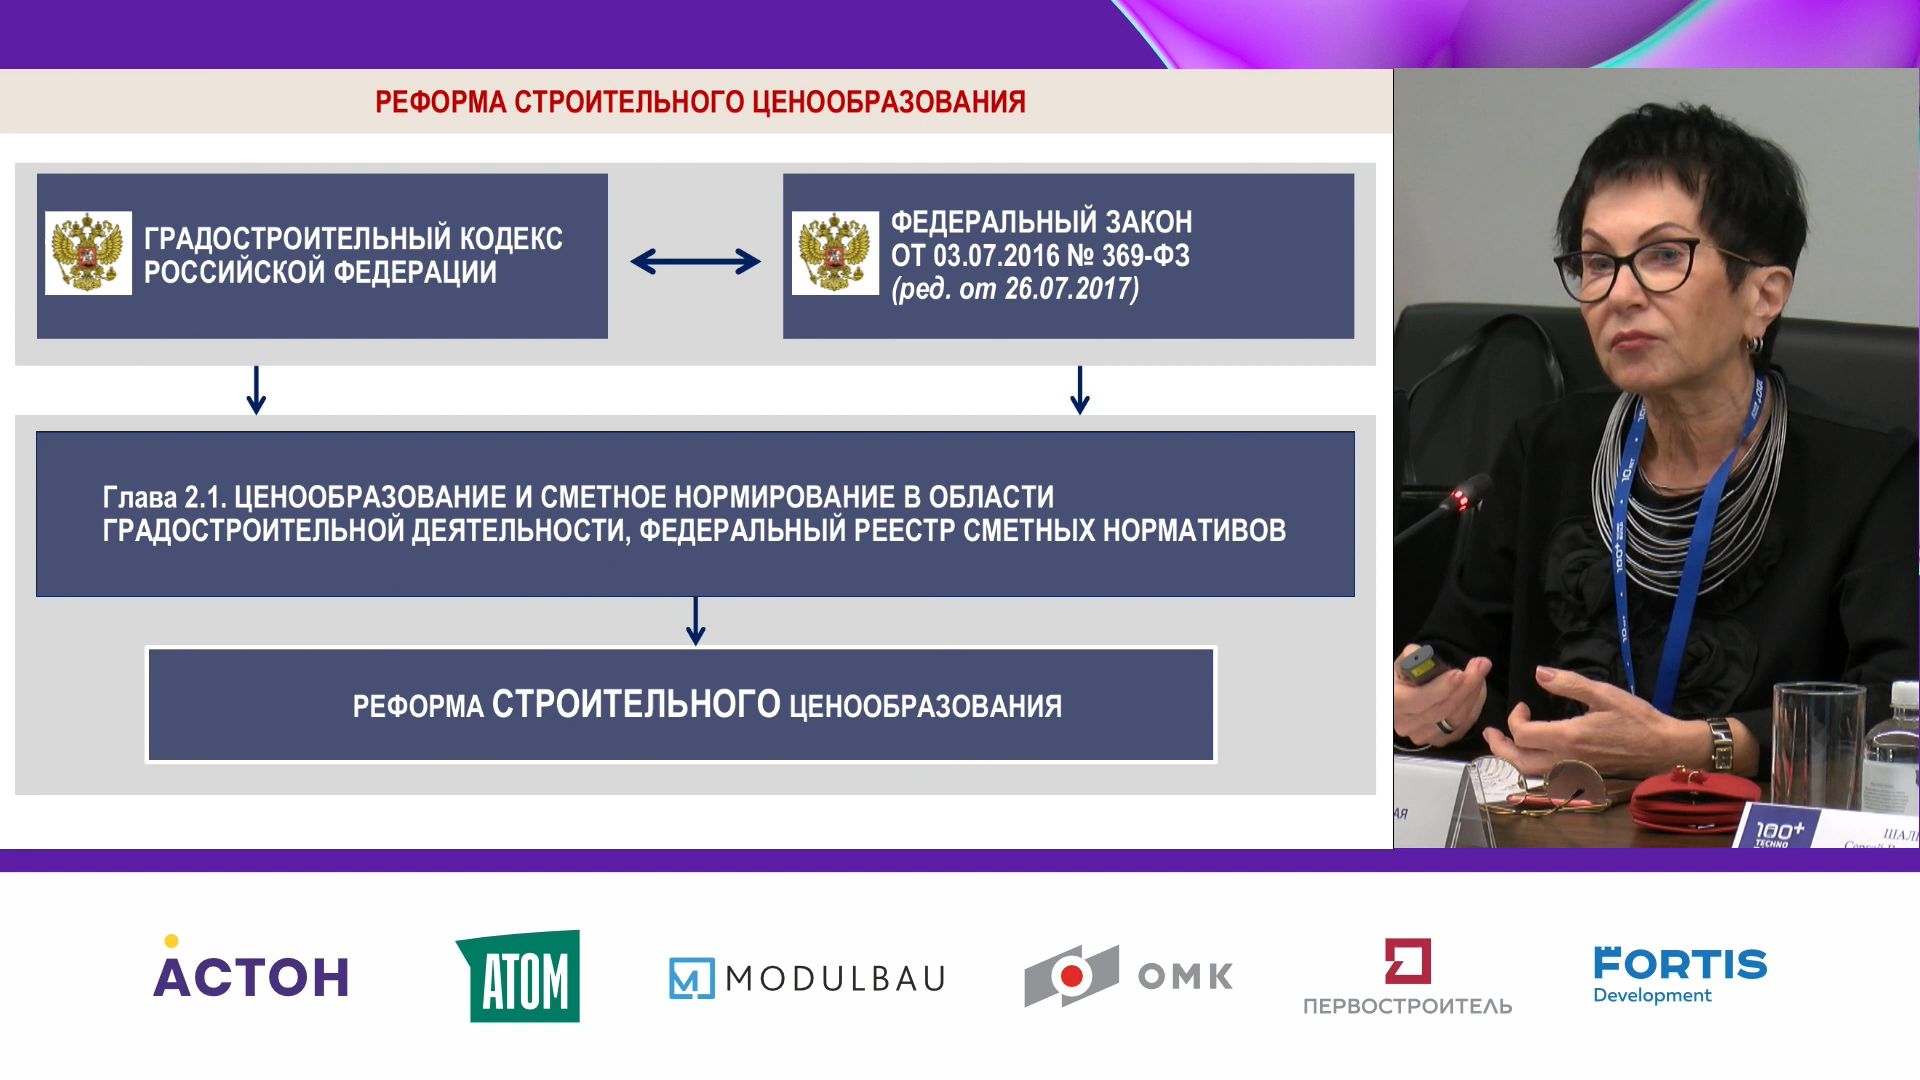 РЕФОРМА СТРОИТЕЛЬНОГО ЦЕНООБРАЗОВАНИЯ
ГРАДОСТРОИТЕЛЬНЫЙ КОДЕКС
РОССИЙСКОЙ ФЕДЕРАЦИИ
ФЕДЕРАЛЬНЫЙ ЗАКОН
ОТ 03.07.2016 № 369-ФЗ
(ред. от 26.07.2017)
Глава 2.1. ЦЕНООБРАЗОВАНИЕ И СМЕТНОЕ НОРМИРОВАНИЕ В ОБЛАСТИ
ГРАДОСТРОИТЕЛЬНОЙ ДЕЯТЕЛЬНОСТИ, ФЕДЕРАЛЬНЫЙ РЕЕСТР СМЕТНЫХ НОРМАТИВОВ
РЕФОРМА СТРОИТЕЛЬНОГО ЦЕНООБРАЗОВАНИЯ
100+
TECHNO
АСТОН
АТОМ
MODULBAU
ОМК
ПЕРВОСТРОИТЕЛЬ
FORTIS
Development